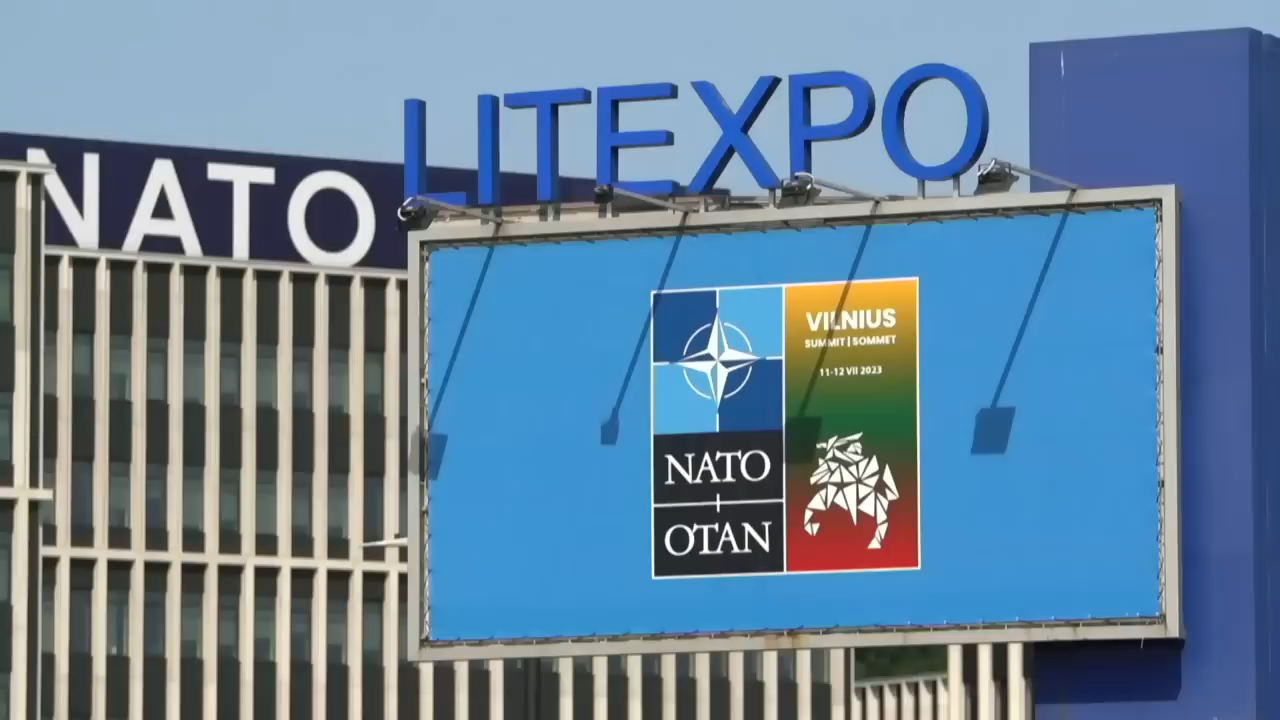 LITEXPO
NATO
VILNIUS
SUMMIT | SOMMET
11-12 VII 2023
NATO
OTAN